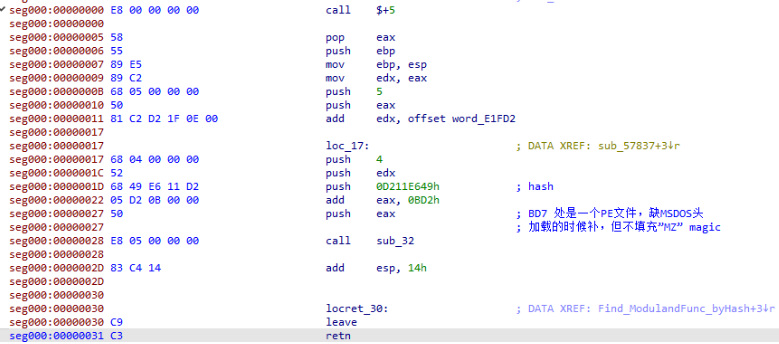 seg000:00000000 E8 00 00 00 00 call $+5
seg000:00000000
seg000:00000005 58 pop eax
seg000:00000006 55 push ebp
seg000:00000007 89 E5 mov ebp, esp
seg000:00000009 89 C2 mov edx, eax
seg000:0000000B 68 05 00 00 00 push 5
seg000:00000010 50 push eax
seg000:00000011 81 C2 D2 1F 0E 00 add edx, offset word_E1FD2
seg000:00000017
seg000:00000017 loc_17: ; DATA XREF: sub_57837+3↓r
seg000:00000017 68 04 00 00 00 push 4
seg000:0000001C 52 push edx
seg000:0000001D 68 49 E6 11 D2 push 0D211E649h ; hash
seg000:00000022 05 D2 0B 00 00 add eax, 0BD2h
seg000:00000027 50 push eax ; BD7 处是一个PE文件，缺MSDOS头
seg000:00000027 ; 加载的时候补，但不填充”MZ” magic
seg000:00000028 E8 05 00 00 00 call sub_32
seg000:00000028
seg000:0000002D 83 C4 14 add esp, 14h
seg000:0000002D
seg000:00000030
seg000:00000030 locret_30: ; DATA XREF: Find_ModulandFunc_byHash+3↓r
seg000:00000030 C9 leave
seg000:00000031 C3 retn